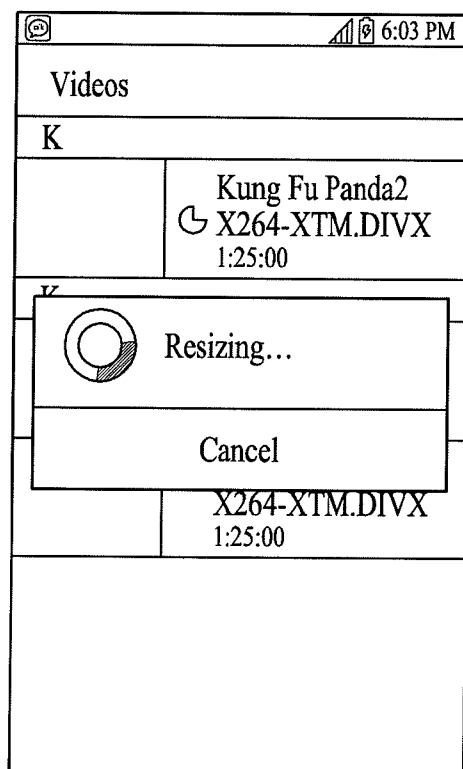 6:03 PM
Videos
K
Kung Fu Panda2
X264-XTM.DIVX
1:25:00
K
Resizing...
Cancel
X264-XTM.DIVX
1:25:00